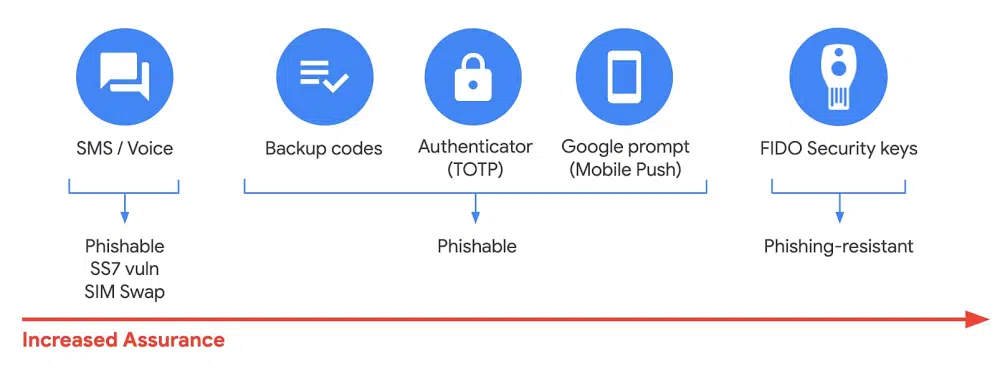 SMS / Voice
Backup codes
Authenticator
(TOTP)
Google prompt
(Mobile Push)
FIDO Security keys
Phishable
SS7 vuln
SIM Swap
Phishable
Phishing-resistant
Increased Assurance